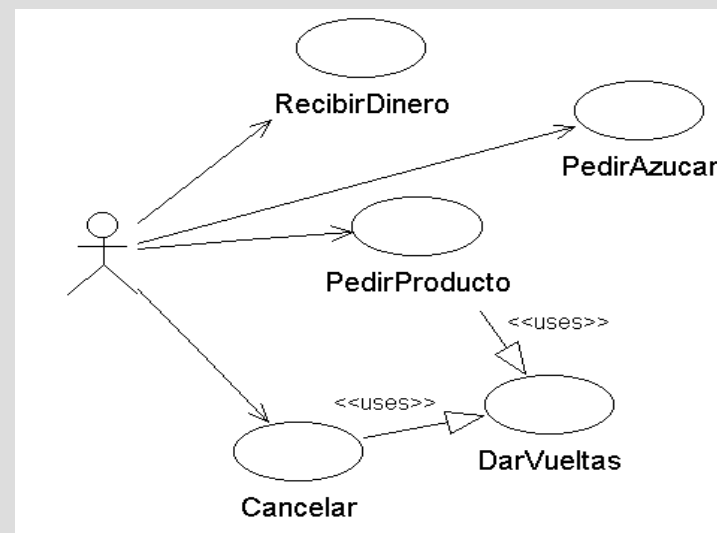 RecibirDinero
PedirAzucar
PedirProducto
<<uses>>
<<uses>>
DarVueltas
Cancelar